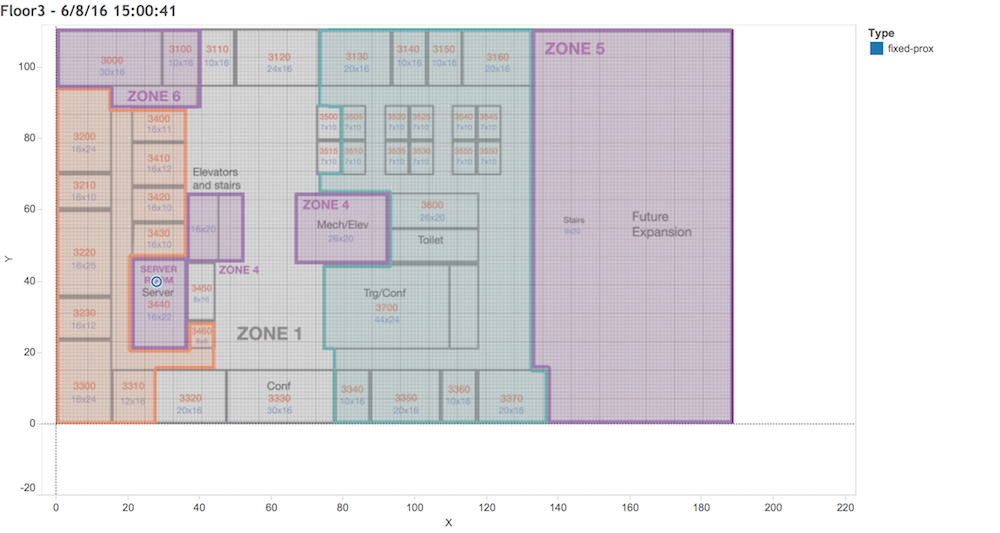 Floor3 - 6/8/16 15:00:41
Type
fixed-prox
Y
100
80
60
40
20
0
-20
0 20 40 60 80 100 120 140 160 180 200 220
X
3000
30x16
3100
10x16
3110
10x16
3120
24x16
3130
20x16
3140
10x16
3150
10x16
3160
20x16
ZONE 5
ZONE 6
3200
16x24
3210
16x10
3220
16x25
3230
16x12
3300
16x24
3310
12x16
3400
16x11
3410
16x12
3420
16x10
3430
16x10
Elevators
and stairs
16x20
ZONE 4
SERVER
ROOM
Server
3440
16x22
3450
8x16
3460
8x8
ZONE 1
3320
20x16
Conf
3330
30x16
3500
7x10
3505
7x10
3520
7x10
3525
7x10
3540
7x10
3545
7x10
3515
7x10
3510
7x10
3535
7x10
3530
7x10
3555
7x10
3550
7x10
ZONE 4
Mech/Elev
26x20
3600
26x20
Toilet
Trg/Conf
3700
44x24
3340
10x16
3350
20x16
3360
10x16
3370
20x16
Stairs
9x20
Future
Expansion